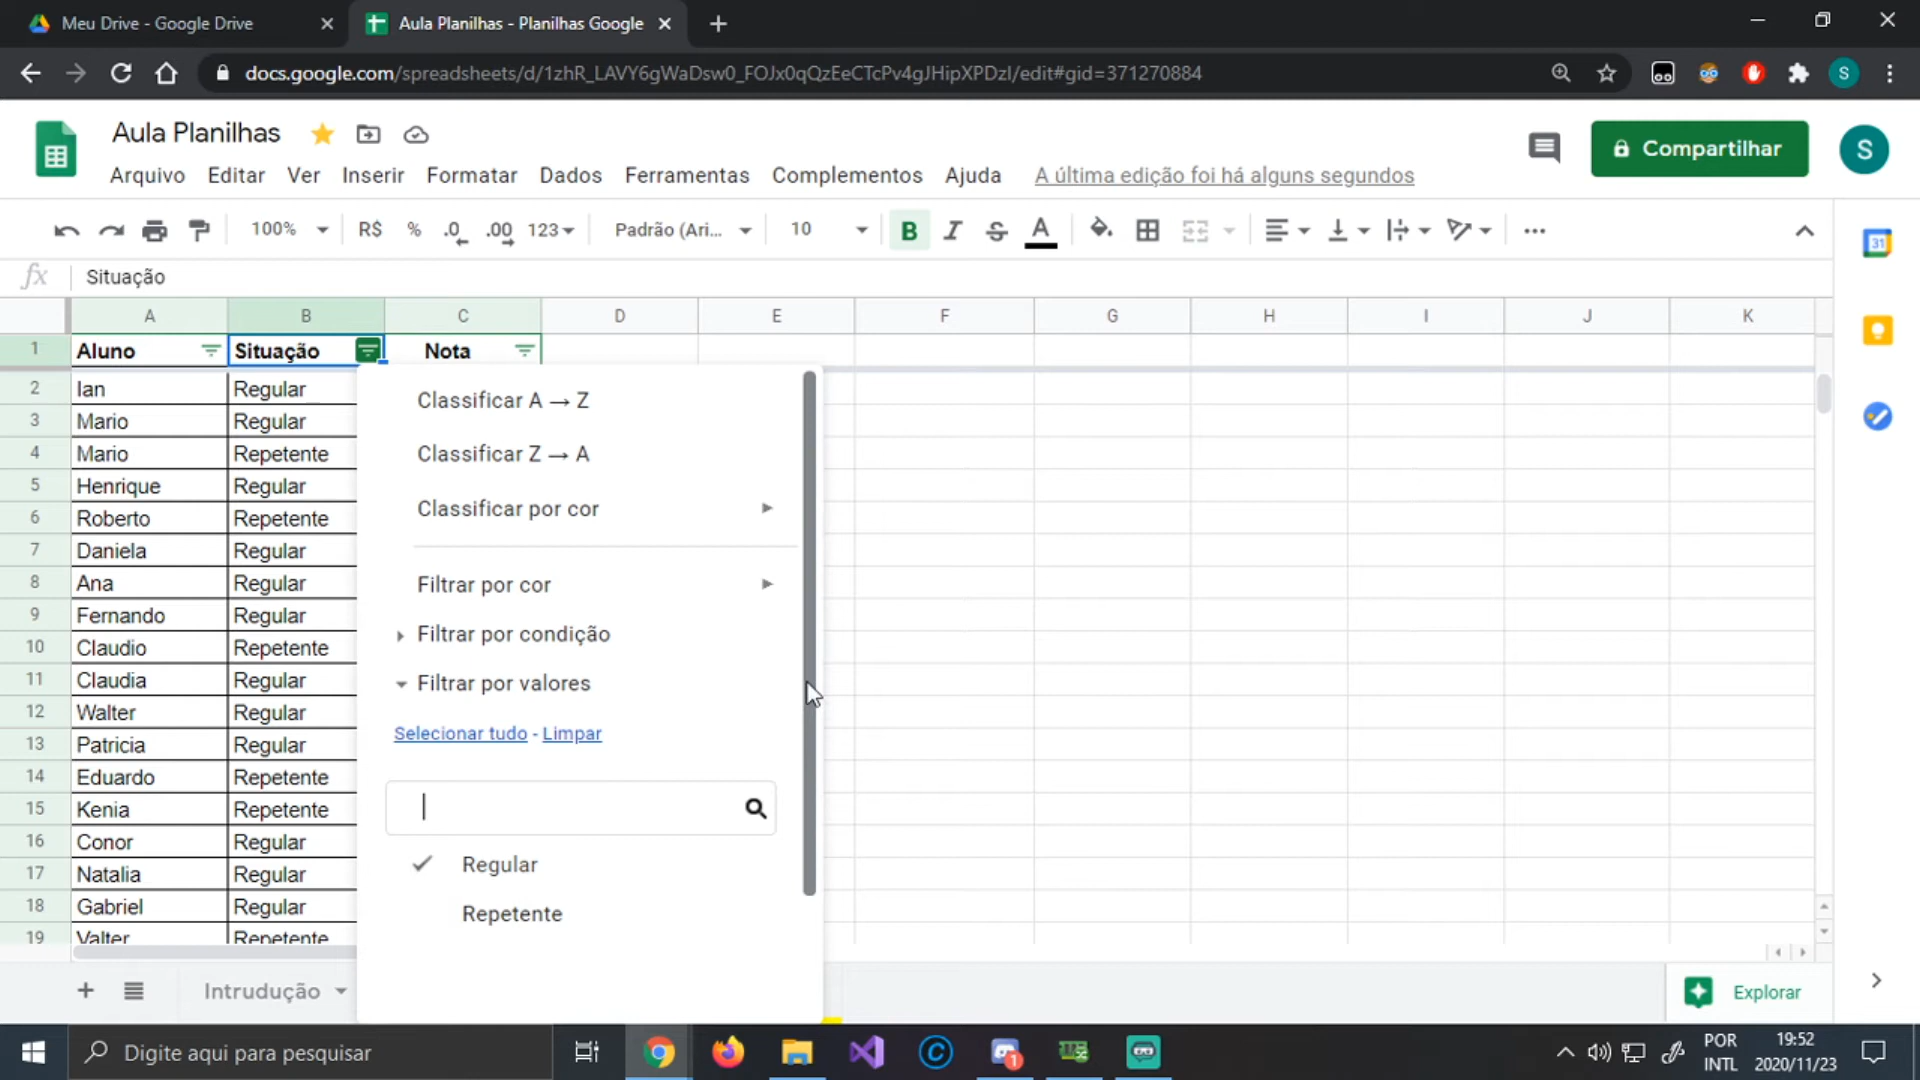 Meu Drive - Google Drive
Aula Planilhas - Planilhas Google
docs.google.com/spreadsheets/d/1zhR_LAVY6gWaDsw0_FOJx0qQzEeCTcPv4gJHipXPDzI/edit#gid=371270884
S
Aula Planilhas
Compartilhar
S
Arquivo Editar Ver Inserir Formatar Dados Ferramentas Complementos Ajuda A última edição foi há alguns segundos
100% R$ % .0 .00 123 Padrão (Ari... 10 B I S A
31
fx Situação
A B C D E F G H I J K
1 Aluno Situação Nota
2 Ian Regular
3 Mario Regular
4 Mario Repetente
5 Henrique Regular
6 Roberto Repetente
7 Daniela Regular
8 Ana Regular
9 Fernando Regular
10 Claudio Repetente
11 Claudia Regular
12 Walter Regular
13 Patricia Regular
14 Eduardo Repetente
15 Kenia Repetente
16 Conor Regular
17 Natalia Regular
18 Gabriel Regular
19 Valter Repetente
Classificar A → Z
Classificar Z → A
Classificar por cor
Filtrar por cor
Filtrar por condição
Filtrar por valores
Selecionar tudo - Limpar
Regular
Repetente
Intrudução
Explorar
Digite aqui para pesquisar
1
POR
INTL
19:52
2020/11/23